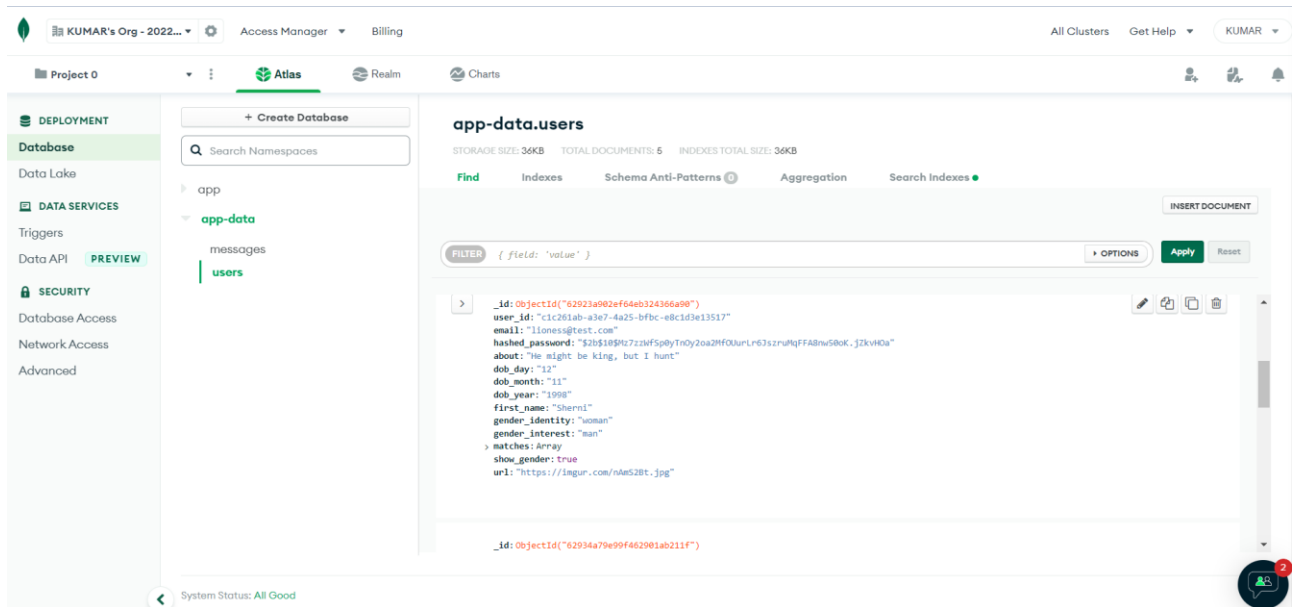 KUMAR's Org - 2022...
Access Manager
Billing
All Clusters
Get Help
KUMAR
Project 0
Atlas
Realm
Charts
DEPLOYMENT
Database
Data Lake
DATA SERVICES
Triggers
Data API PREVIEW
SECURITY
Database Access
Network Access
Advanced
+ Create Database
Search Namespaces
app
app-data
messages
users
app-data.users
STORAGE SIZE: 36KB TOTAL DOCUMENTS: 5 INDEXES TOTAL SIZE: 36KB
Find Indexes Schema Anti-Patterns 0 Aggregation Search Indexes
INSERT DOCUMENT
FILTER { field: 'value' } OPTIONS Apply Reset
_id: ObjectId("62923a902ef64eb324366a90")
user_id: "c1c261ab-a3e7-4a25-bfbc-e8c1d3e13517"
email: "lioness@test.com"
hashed_password: "$2b$10$Mz7zzWfSp0yTnOy2oa2MfOUurLr6JszruMqFFA8nw50oK.jZkvHOa"
about: "He might be king, but I hunt"
dob_day: "12"
dob_month: "11"
dob_year: "1998"
first_name: "Sherni"
gender_identity: "woman"
gender_interest: "man"
matches: Array
show_gender: true
url: "https://imgur.com/nAmS2Bt.jpg"
_id: ObjectId("62934a79e99f462901ab211f")
System Status: All Good
2